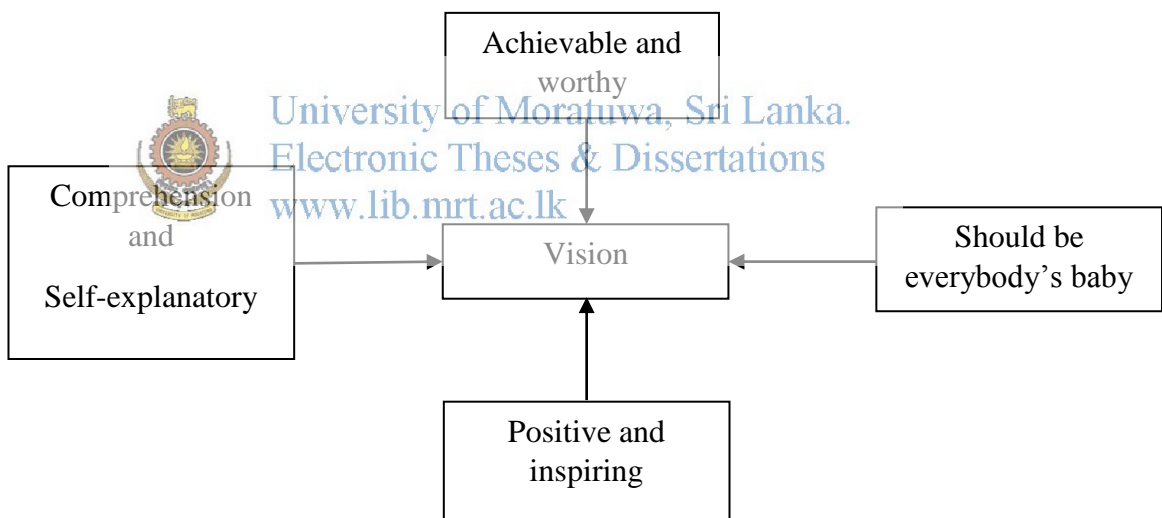 Achievable and
worthy
University of Moratuwa, Sri Lanka.
Electronic Theses & Dissertations
www.lib.mrt.ac.lk
Comprehension
and
Self-explanatory
Vision
Should be
everybody’s baby
Positive and
inspiring